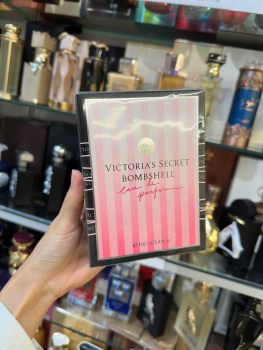 VICTORIA'S SECRET
BOMBSHELL
eau de
parfum